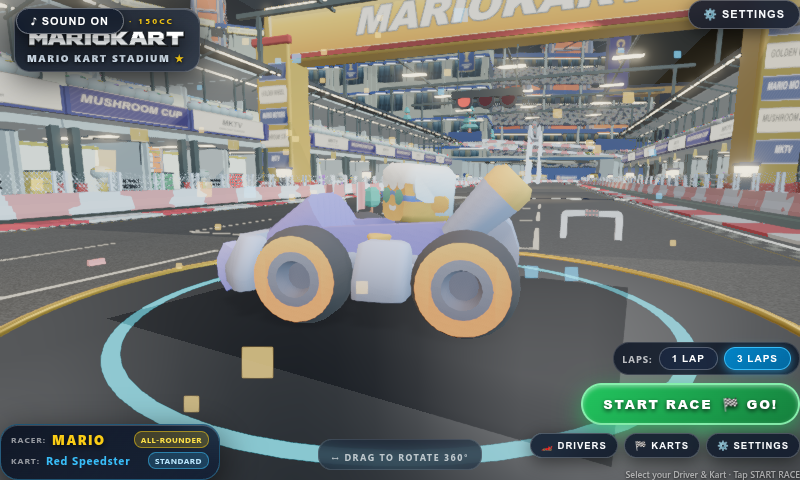 ♪ SOUND ON
· 150CC
MARIOKART
MARIO KART STADIUM ★
⚙️ SETTINGS
MARIOKART
MUSHROOM CUP
MKTV
MKTV
LAPS:
1 LAP
3 LAPS
START RACE 🏁 GO!
RACER: MARIO
ALL-ROUNDER
KART: Red Speedster
STANDARD
↔ DRAG TO ROTATE 360°
🏎️ DRIVERS
🏁 KARTS
⚙️ SETTINGS
Select your Driver & Kart · Tap START RACE